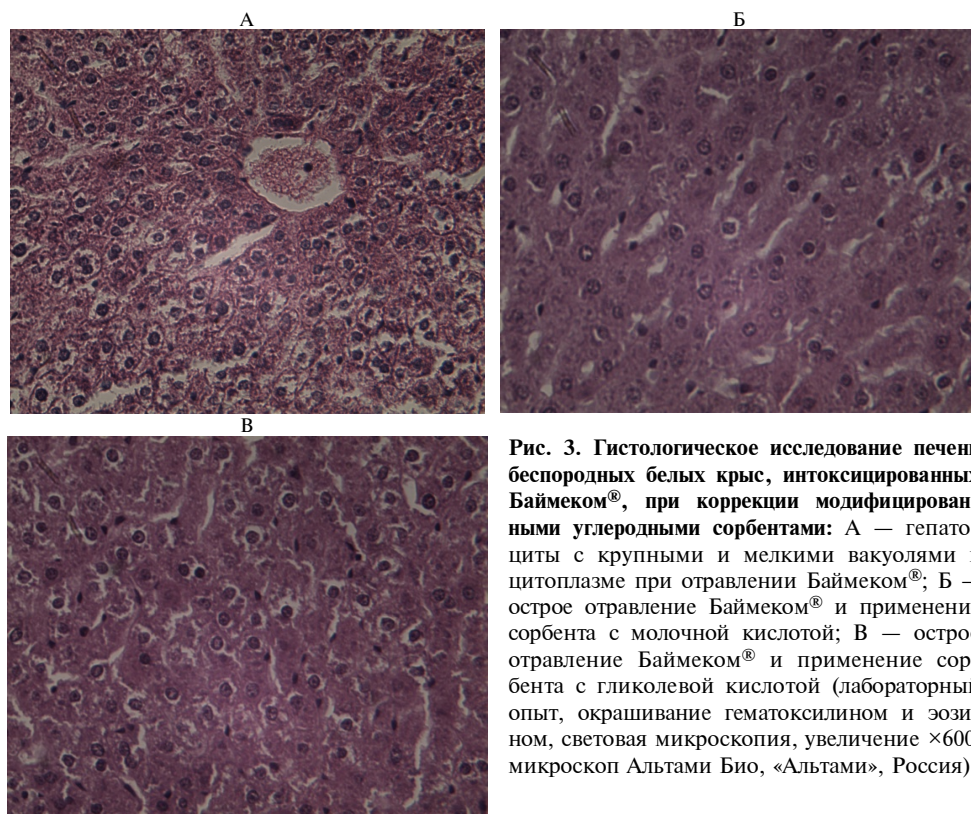 А
Б
В
Рис. 3. Гистологическое исследование печени
беспородных белых крыс, интоксицированных
Баймеком®, при коррекции модифицирован-
ными углеродными сорбентами: А — гепато-
циты с крупными и мелкими вакуолями
цитоплазме при отравлении Баймеком®; Б —
острое отравление Баймеком® и применени
сорбента с молочной кислотой; В — острое
отравление Баймеком® и применение сор-
бента с гликолевой кислотой (лабораторный
опыт, окрашивание гематоксилином и эози-
ном, световая микроскопия, увеличение ×600
микроскоп Альтами Био, «Альтами», Россия)